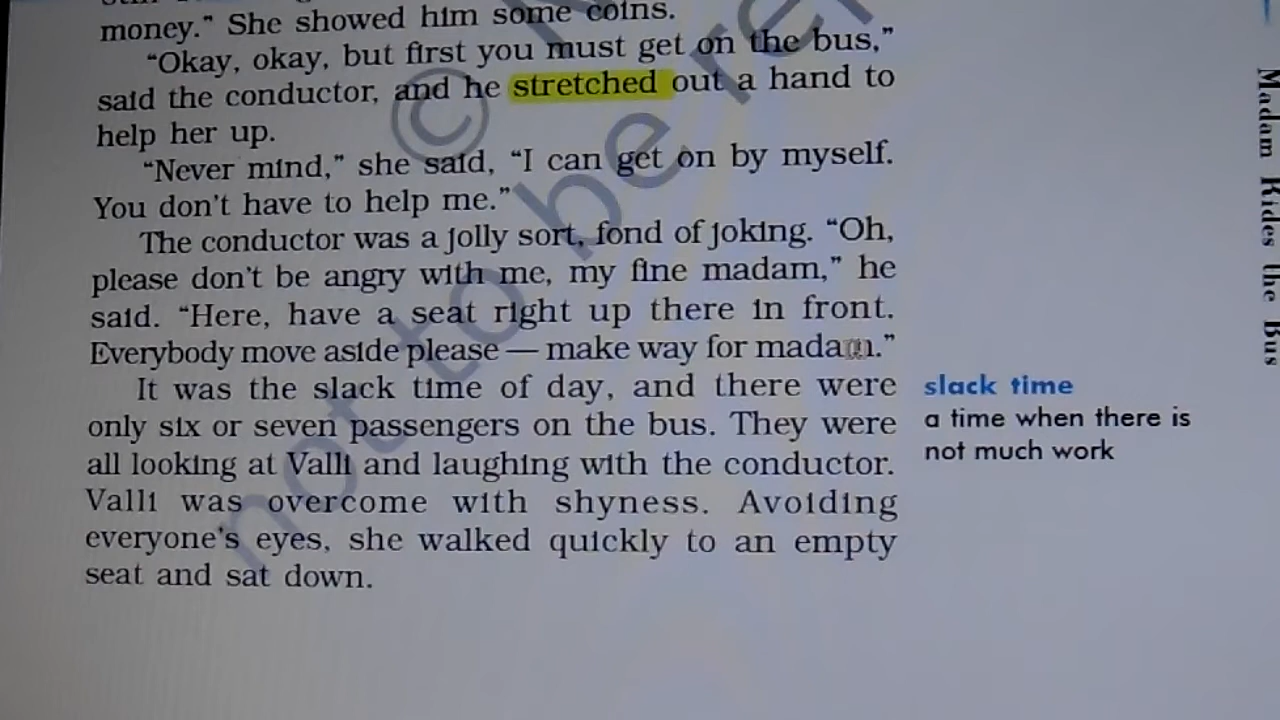 money." She showed him some coins.
"Okay, okay, but first you must get on the bus,"
said the conductor, and he stretched out a hand to
help her up.
"Never mind," she said, "I can get on by myself.
You don't have to help me."
The conductor was a jolly sort, fond of joking. "Oh,
please don't be angry with me, my fine madam," he
said. "Here, have a seat right up there in front.
Everybody move aside please — make way for madam."
It was the slack time of day, and there were
only six or seven passengers on the bus. They were
all looking at Valli and laughing with the conductor.
Valli was overcome with shyness. Avoiding
everyone's eyes, she walked quickly to an empty
seat and sat down.
slack time
a time when there is
not much work
Madam Rides the Bus
©
not to be